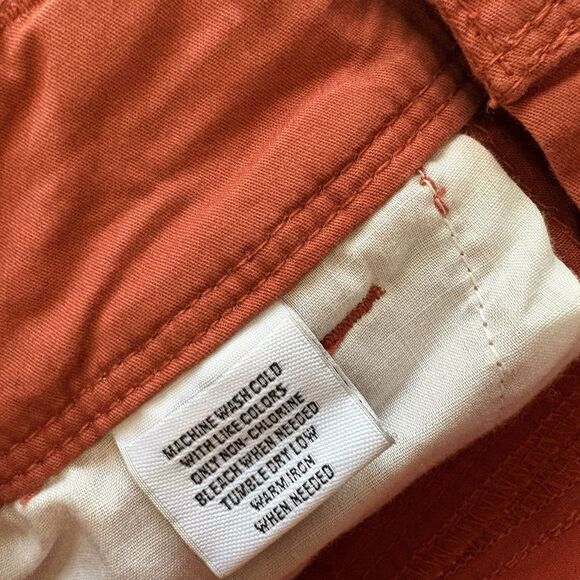 MACHINE WASH COLD
WITH LIKE COLORS
ONLY NON-CHLORINE
BLEACH WHEN NEEDED
TUMBLE DRY LOW
WARM IRON
WHEN NEEDED